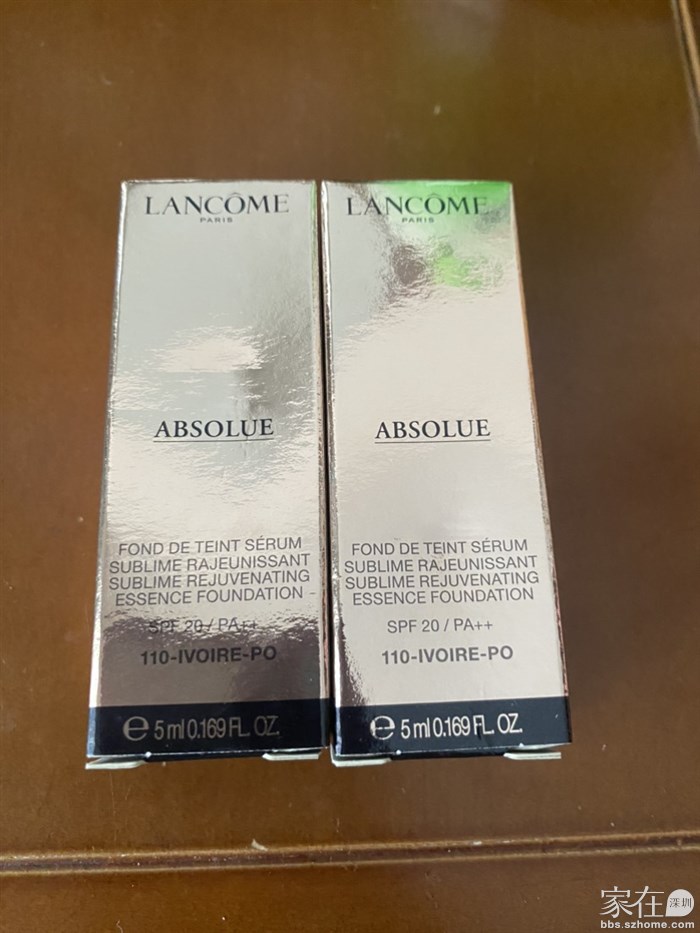 LANCÔME
PARIS
ABSOLUE
FOND DE TEINT SÉRUM
SUBLIME RAJEUNISSANT
SUBLIME REJUVENATING
ESSENCE FOUNDATION
SPF 20 / PA++
110-IVOIRE-PO
e 5 ml 0.169 FL. OZ.
LANCÔME
PARIS
ABSOLUE
FOND DE TEINT SÉRUM
SUBLIME RAJEUNISSANT
SUBLIME REJUVENATING
ESSENCE FOUNDATION
SPF 20 / PA++
110-IVOIRE-PO
e 5 ml 0.169 FL. OZ.
家在 深圳
bbs.szhome.com